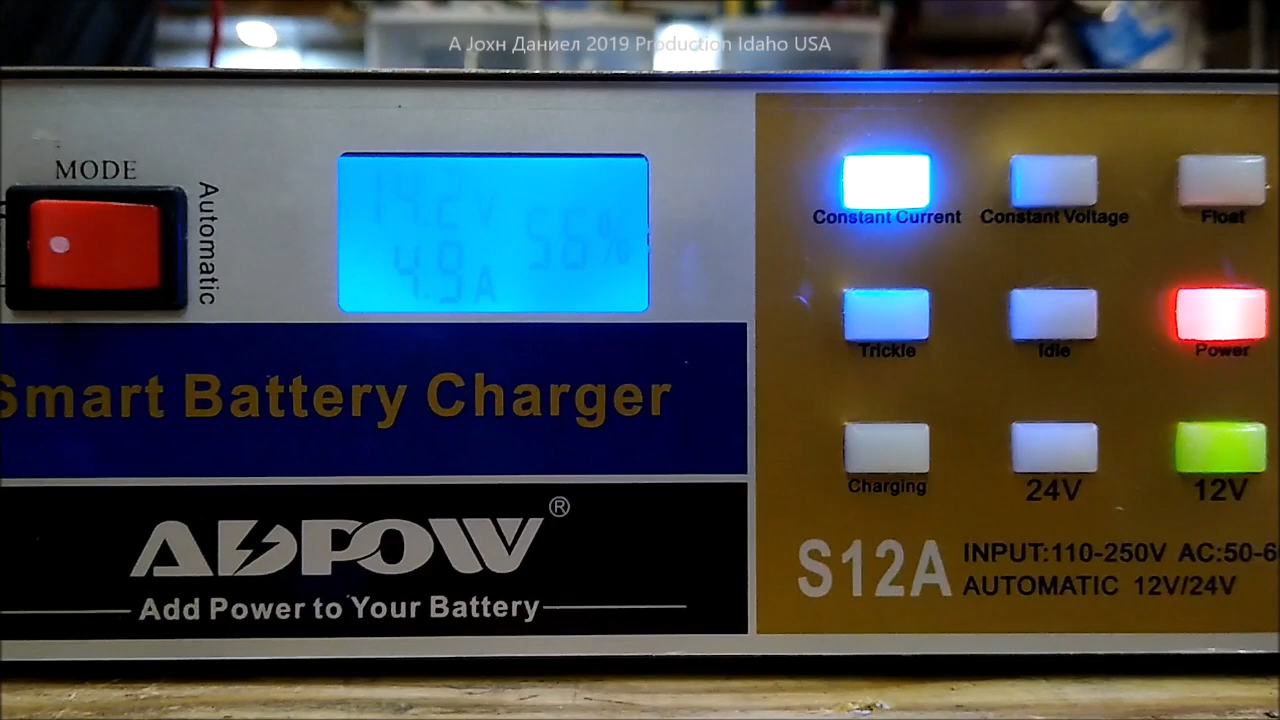 A Јохн Даниел 2019 Production Idaho USA
MODE
Automatic
14.2V
56%
4.9A
Constant Current
Constant Voltage
Float
Trickle
Idle
Power
Charging
24V
12V
Smart Battery Charger
ADPOW®
Add Power to Your Battery
S12A
INPUT:110-250V AC:50-6
AUTOMATIC 12V/24V